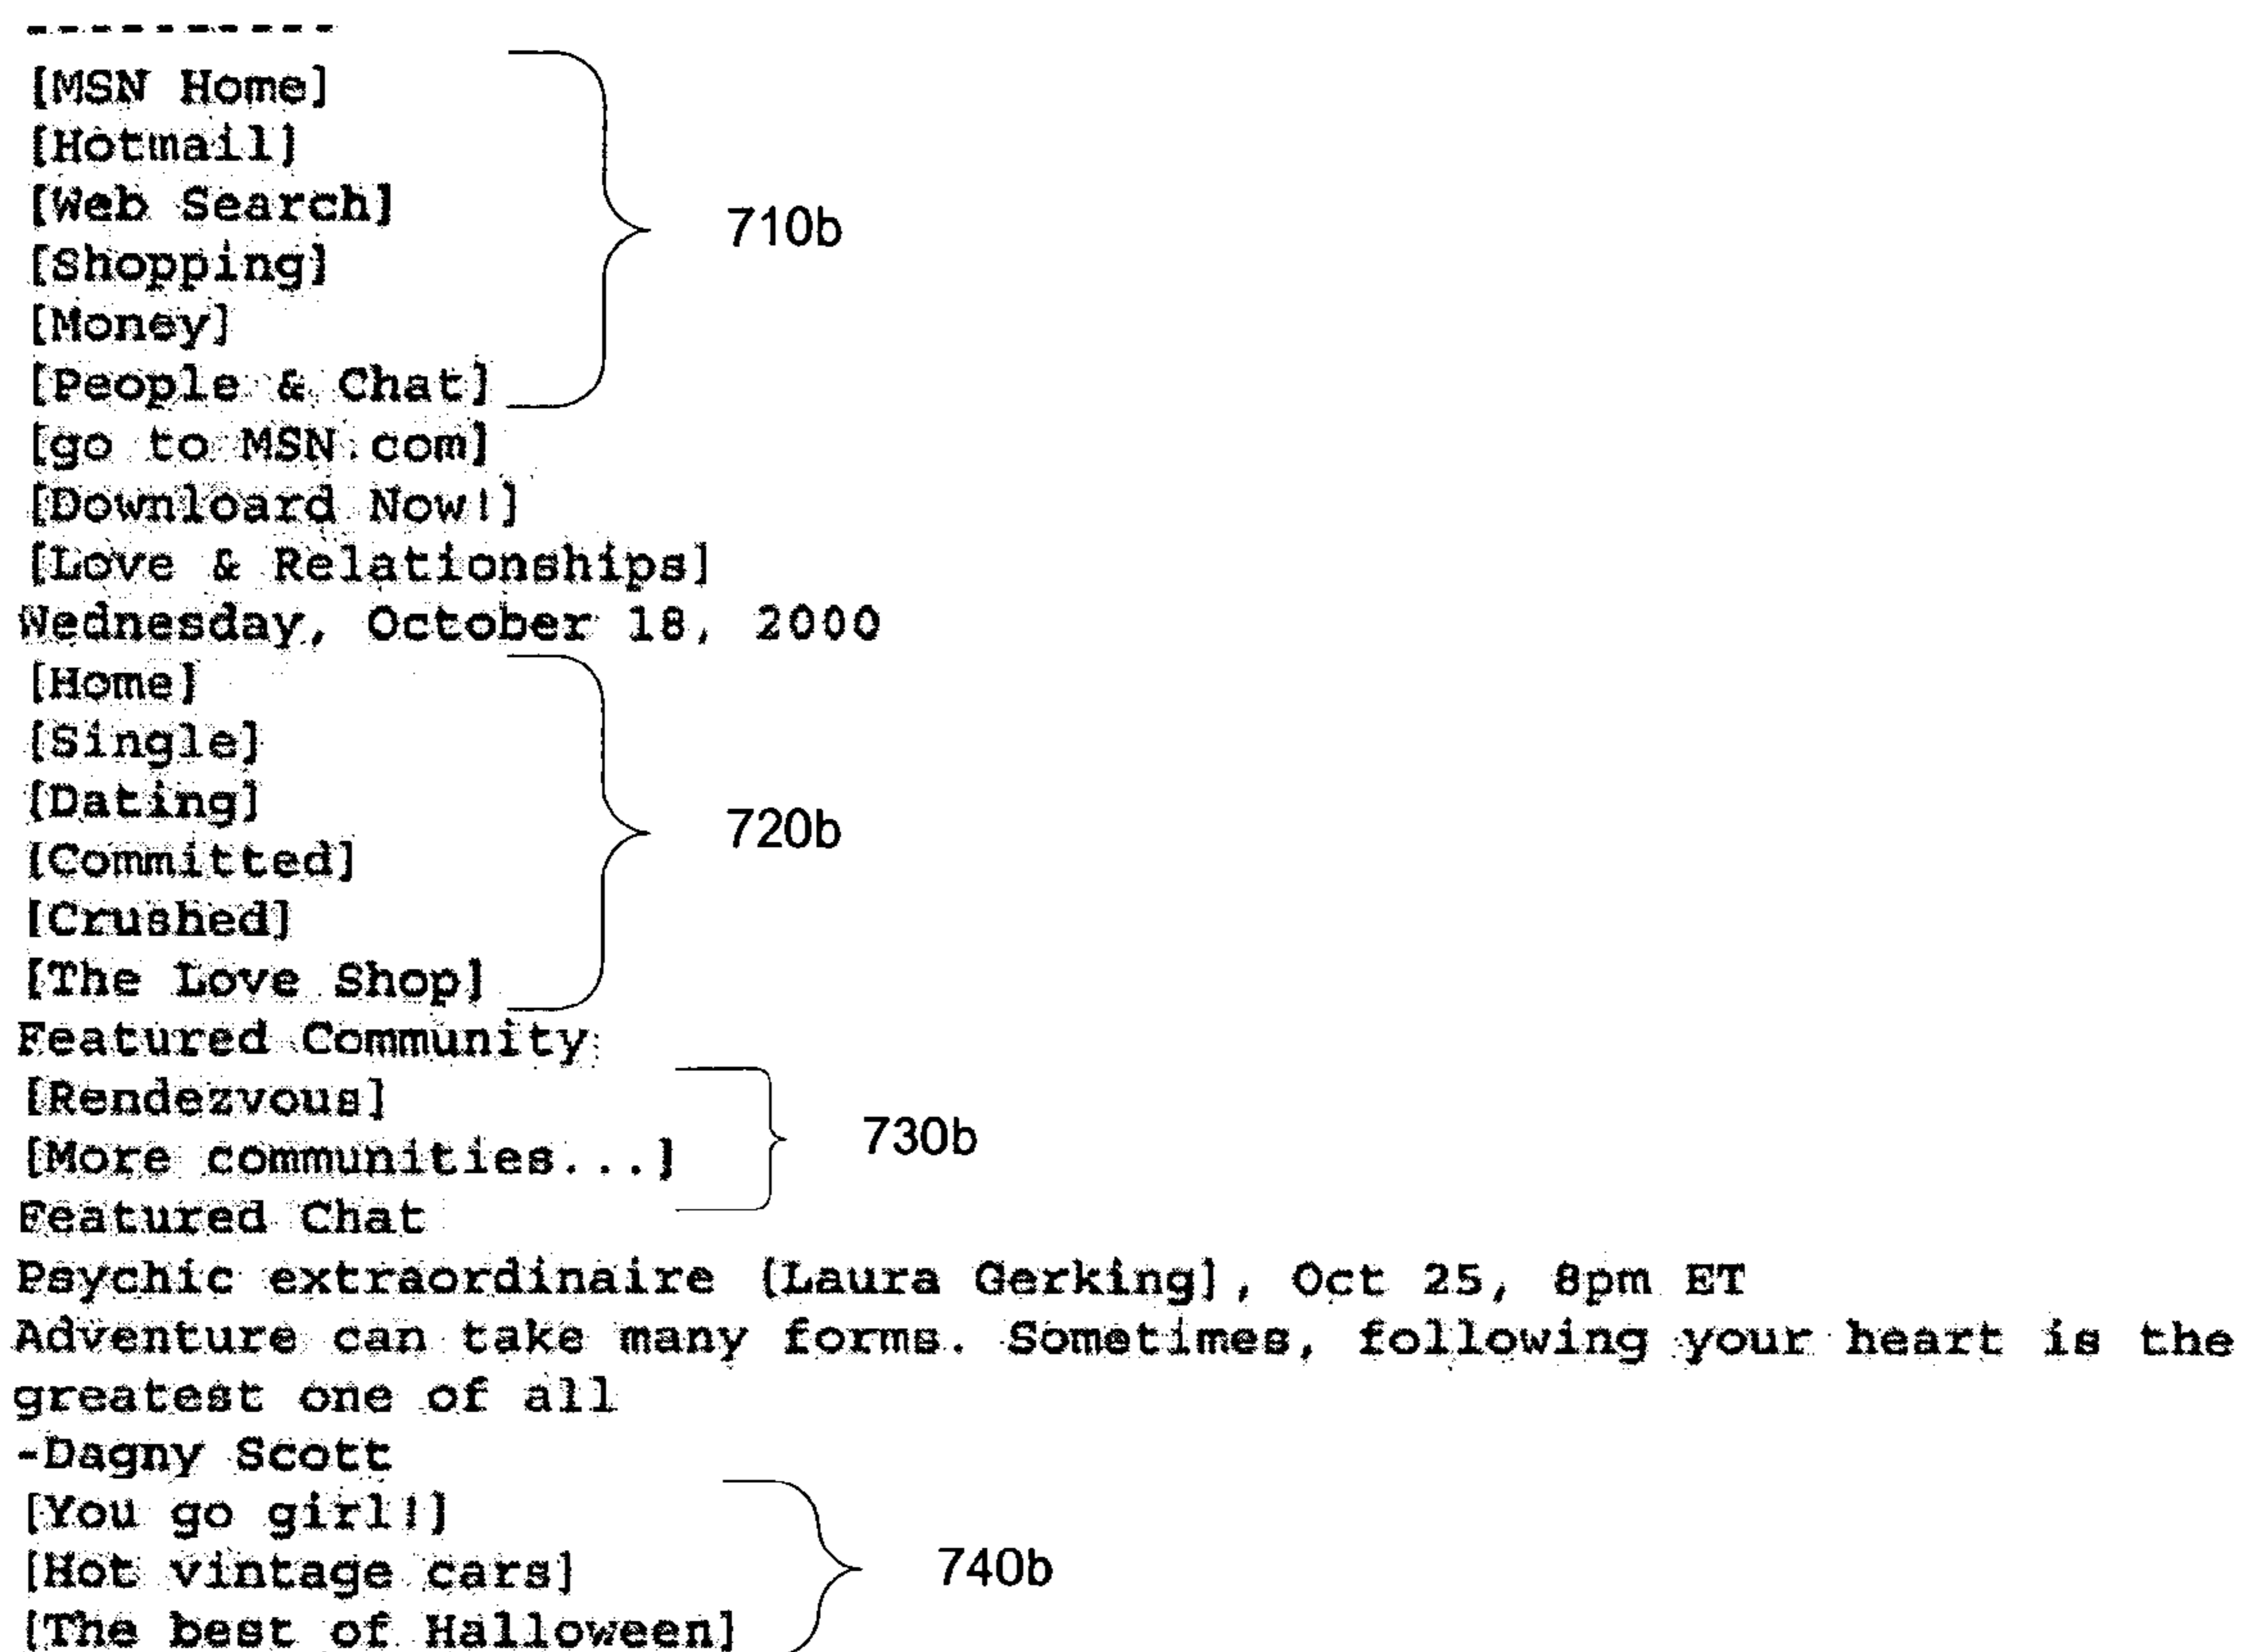 ----------
[MSN Home]
[Hotmail]
[Web Search]
[Shopping]
[Money]
[People & Chat]
710b
[go to MSN.com]
[Downloard Now!]
[Love & Relationships]
Wednesday, October 18, 2000
[Home]
[Single]
[Dating]
[Committed]
[Crushed]
[The Love Shop]
720b
Featured Community
[Rendezvous]
[More communities...]
730b
Featured Chat
Psychic extraordinaire [Laura Gerking], Oct 25, 8pm ET
Adventure can take many forms. Sometimes, following your heart is the
greatest one of all
-Dagny Scott
[You go girl!]
[Hot vintage cars]
[The best of Halloween]
740b